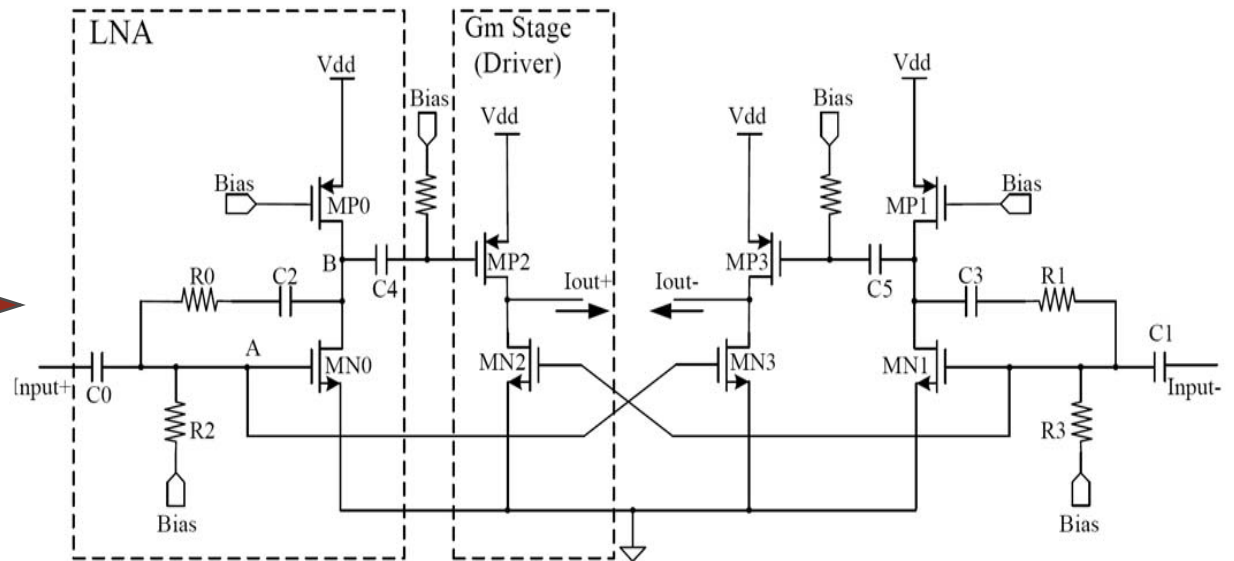 LNA
Gm Stage
(Driver)
Vdd
Vdd
Bias
Bias
Vdd
Vdd
Bias
Bias
MP0
MP1
B
MP2
MP3
R0
C2
C4
Iout+
Iout-
C5
C3
R1
A
MN0
MN2
MN3
MN1
C1
Input+
C0
Input-
R2
R3
Bias
Bias